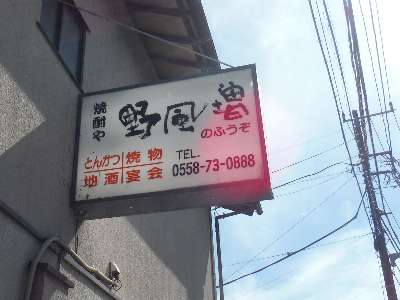 焼酎や
野風増
のふうぞ
とんかつ 焼物
地酒 宴会
TEL.
0558-73-0888